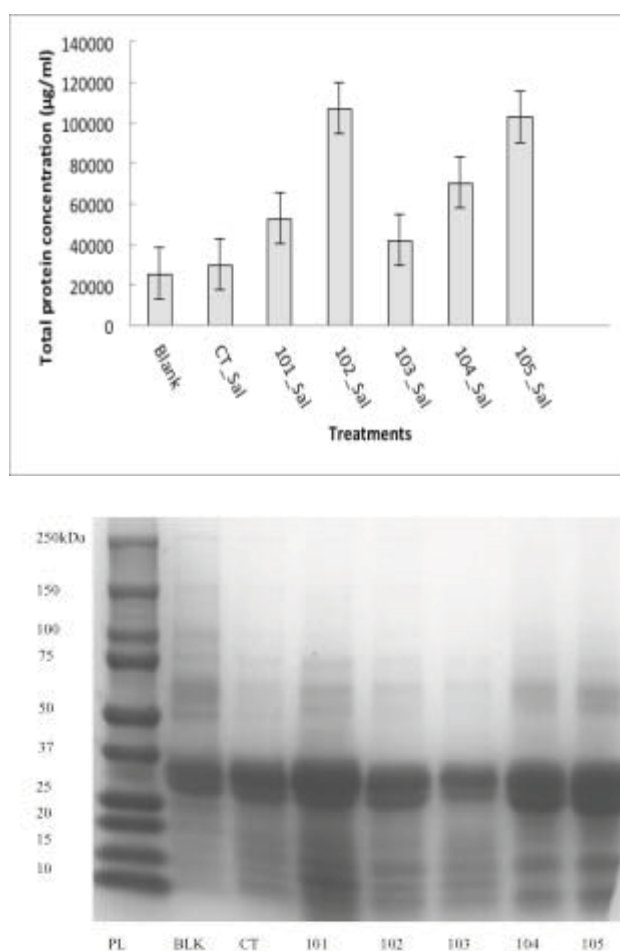 Total protein concentration (µg/ml)
140000
120000
100000
80000
60000
40000
20000
0
Blank
CT_Sal
101_Sal
102_Sal
103_Sal
104_Sal
105_Sal
Treatments
250kDa
150
100
75
50
37
25
20
15
10
PL BLK CT 101 102 103 104 105